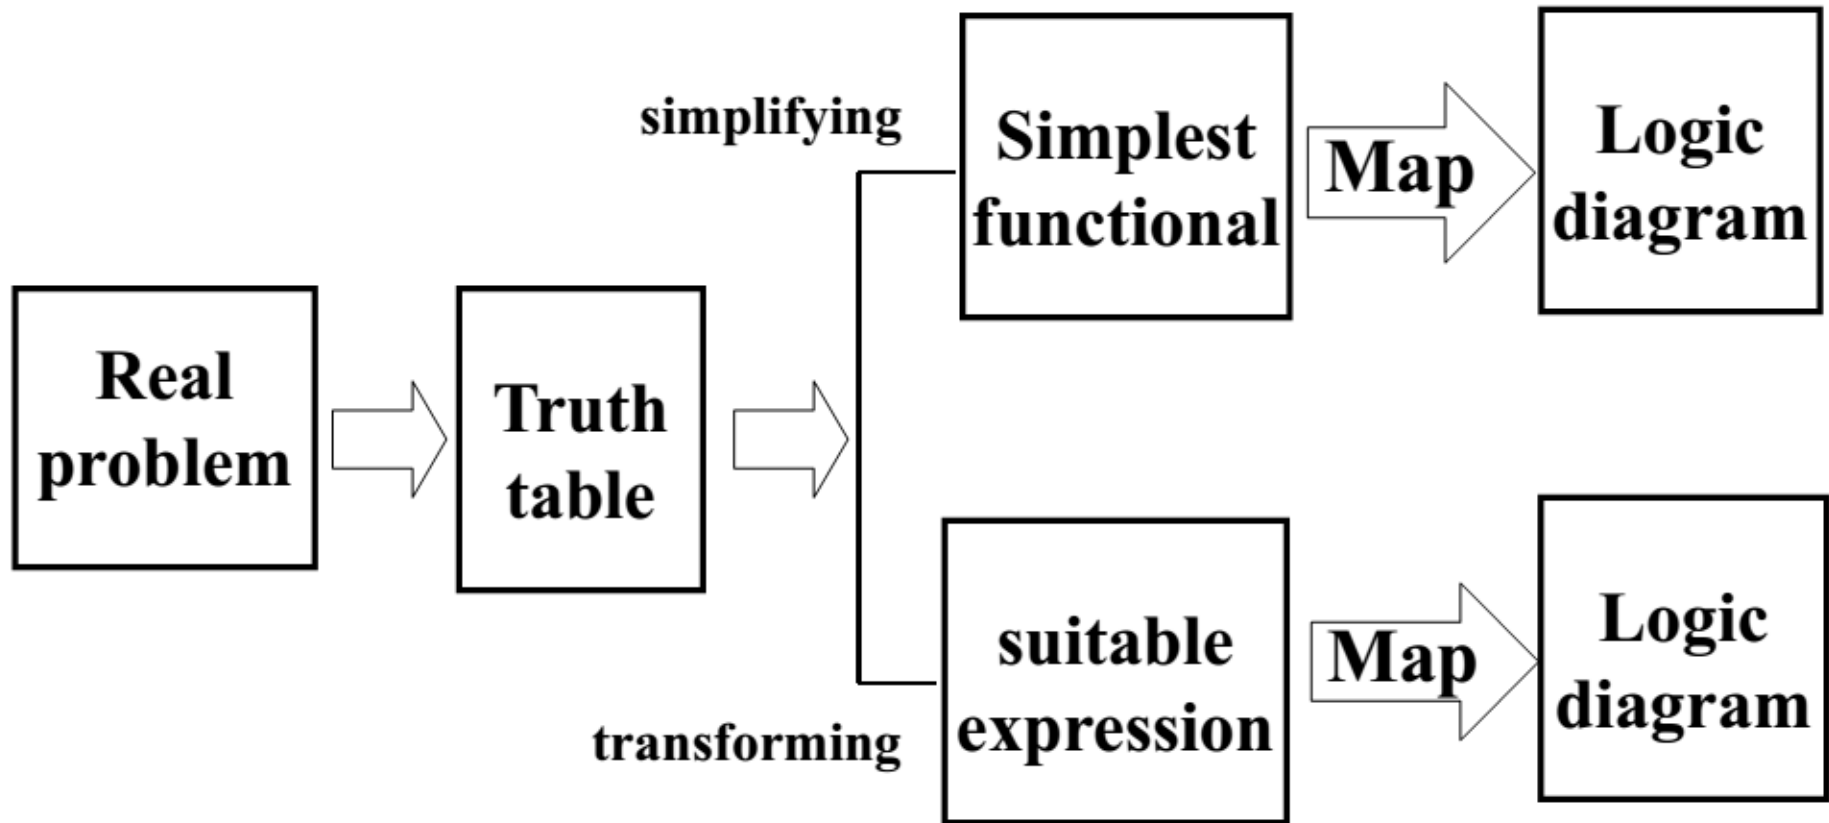 Real
problem
Truth
table
simplifying
Simplest
functional
Map
Logic
diagram
transforming
suitable
expression
Map
Logic
diagram